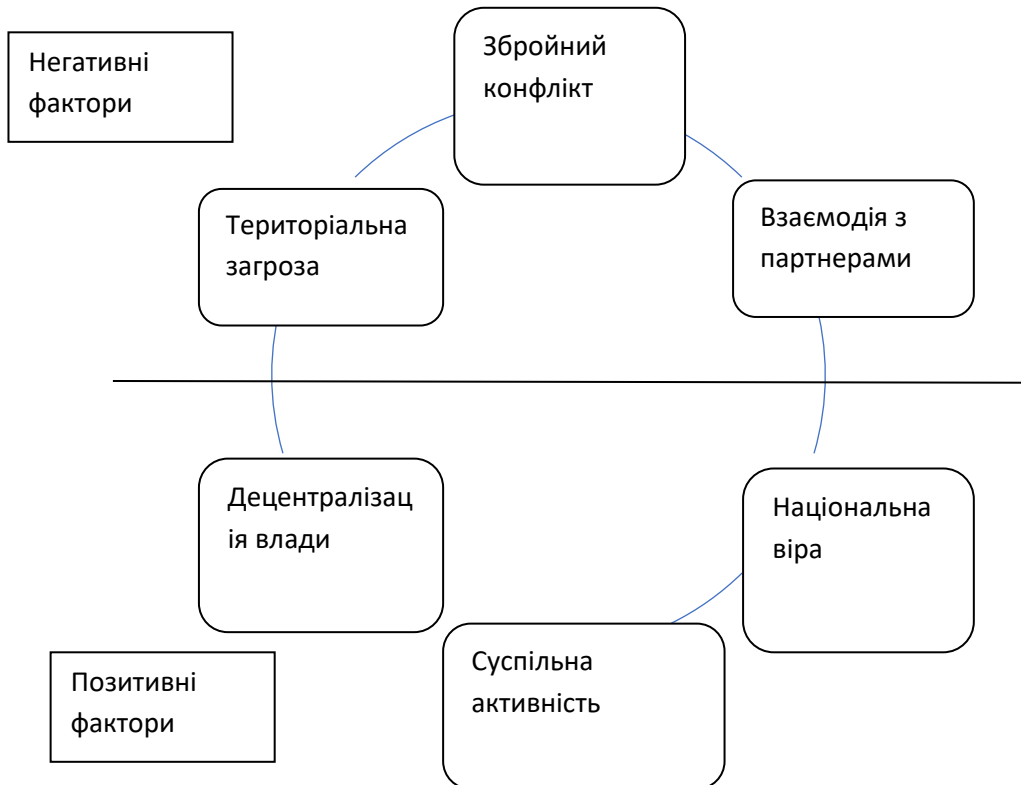 Негативні
фактори
Збройний
конфлікт
Територіальна
загроза
Взаємодія з
партнерами
Децентралізац
ія влади
Національна
віра
Суспільна
активність
Позитивні
фактори